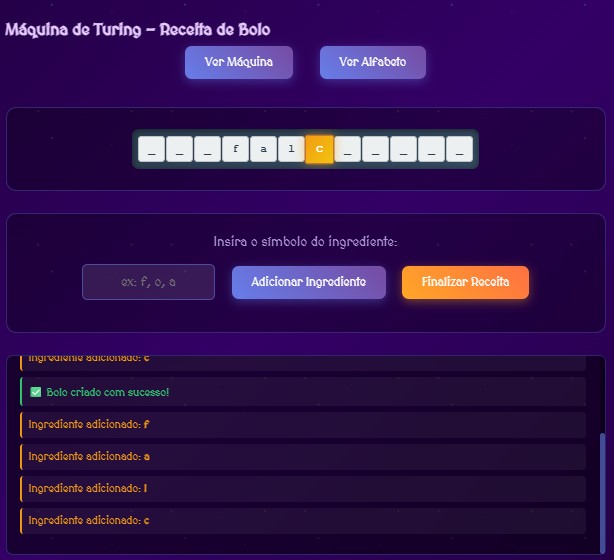 Máquina de Turing – Receita de Bolo
Ver Máquina Ver Alfabeto
_ _ _ f a l c _ _ _ _ _
Insira o símbolo do ingrediente:
ex: f, o, a Adicionar Ingrediente Finalizar Receita
Ingrediente adicionado: c
✅ Bolo criado com sucesso!
Ingrediente adicionado: f
Ingrediente adicionado: a
Ingrediente adicionado: l
Ingrediente adicionado: c